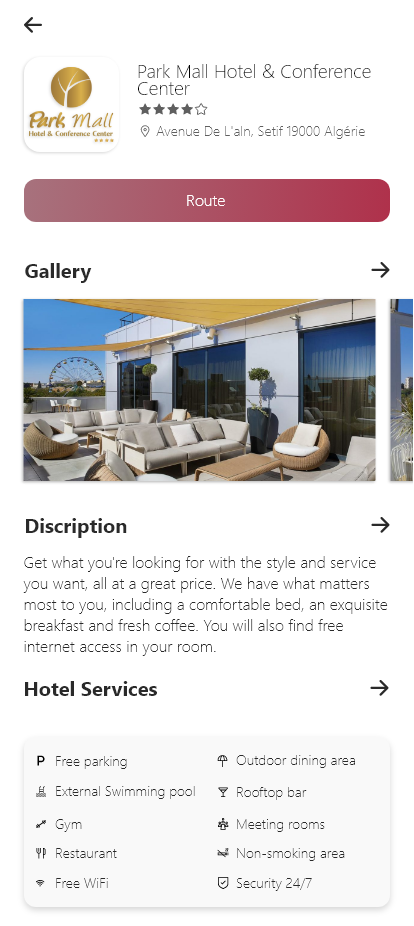 Park Mall
Hotel & Conference Center
Park Mall Hotel & Conference
Center
Avenue De L'aln, Setif 19000 Algérie
Route
Gallery
Discription
Get what you're looking for with the style and service
you want, all at a great price. We have what matters
most to you, including a comfortable bed, an exquisite
breakfast and fresh coffee. You will also find free
internet access in your room.
Hotel Services
P Free parking
Outdoor dining area
External Swimming pool
Rooftop bar
Gym
Meeting rooms
Restaurant
Non-smoking area
Free WiFi
Security 24/7